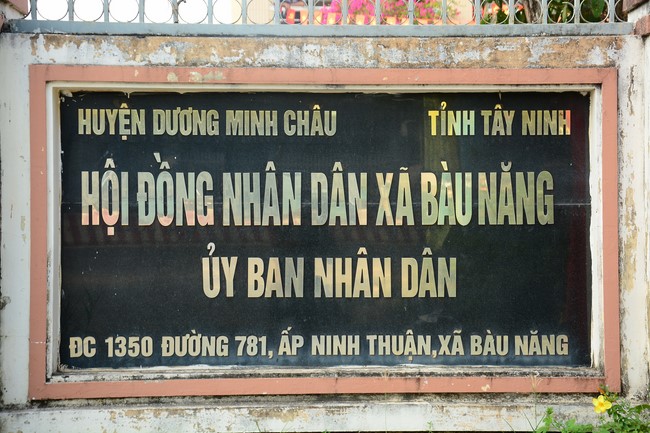 HUYỆN DƯƠNG MINH CHÂU TỈNH TÂY NINH
HỘI ĐỒNG NHÂN DÂN XÃ BÀU NĂNG
ỦY BAN NHÂN DÂN
ĐC 1350 ĐƯỜNG 781, ẤP NINH THUẬN,XÃ BÀU NĂNG